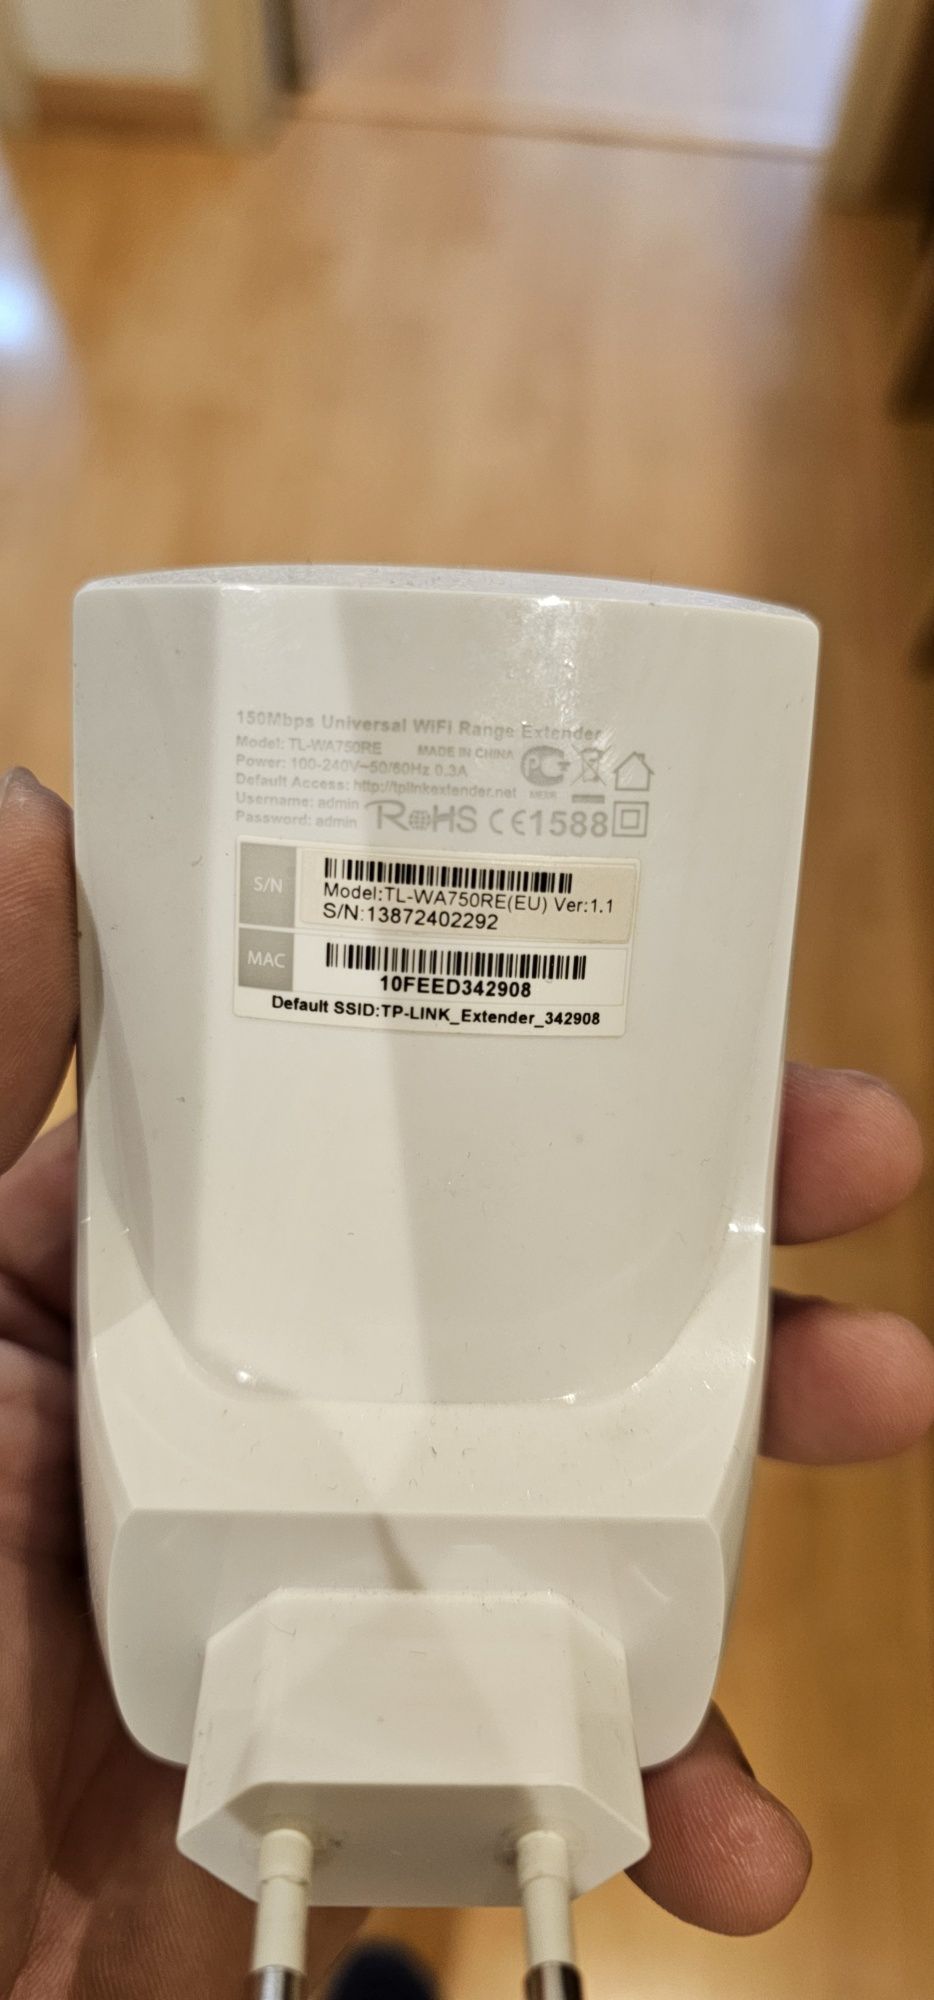 150Mbps Universal WiFi Range Extender
Model: TL-WA750RE MADE IN CHINA
Power: 100-240V~50/60Hz 0.3A
Default Access: http://tplinkextender.net
Username: admin
Password: admin
RoHS CE1588
S/N
Model:TL-WA750RE(EU) Ver:1.1
S/N:13872402292
MAC
10FEED342908
Default SSID:TP-LINK_Extender_342908